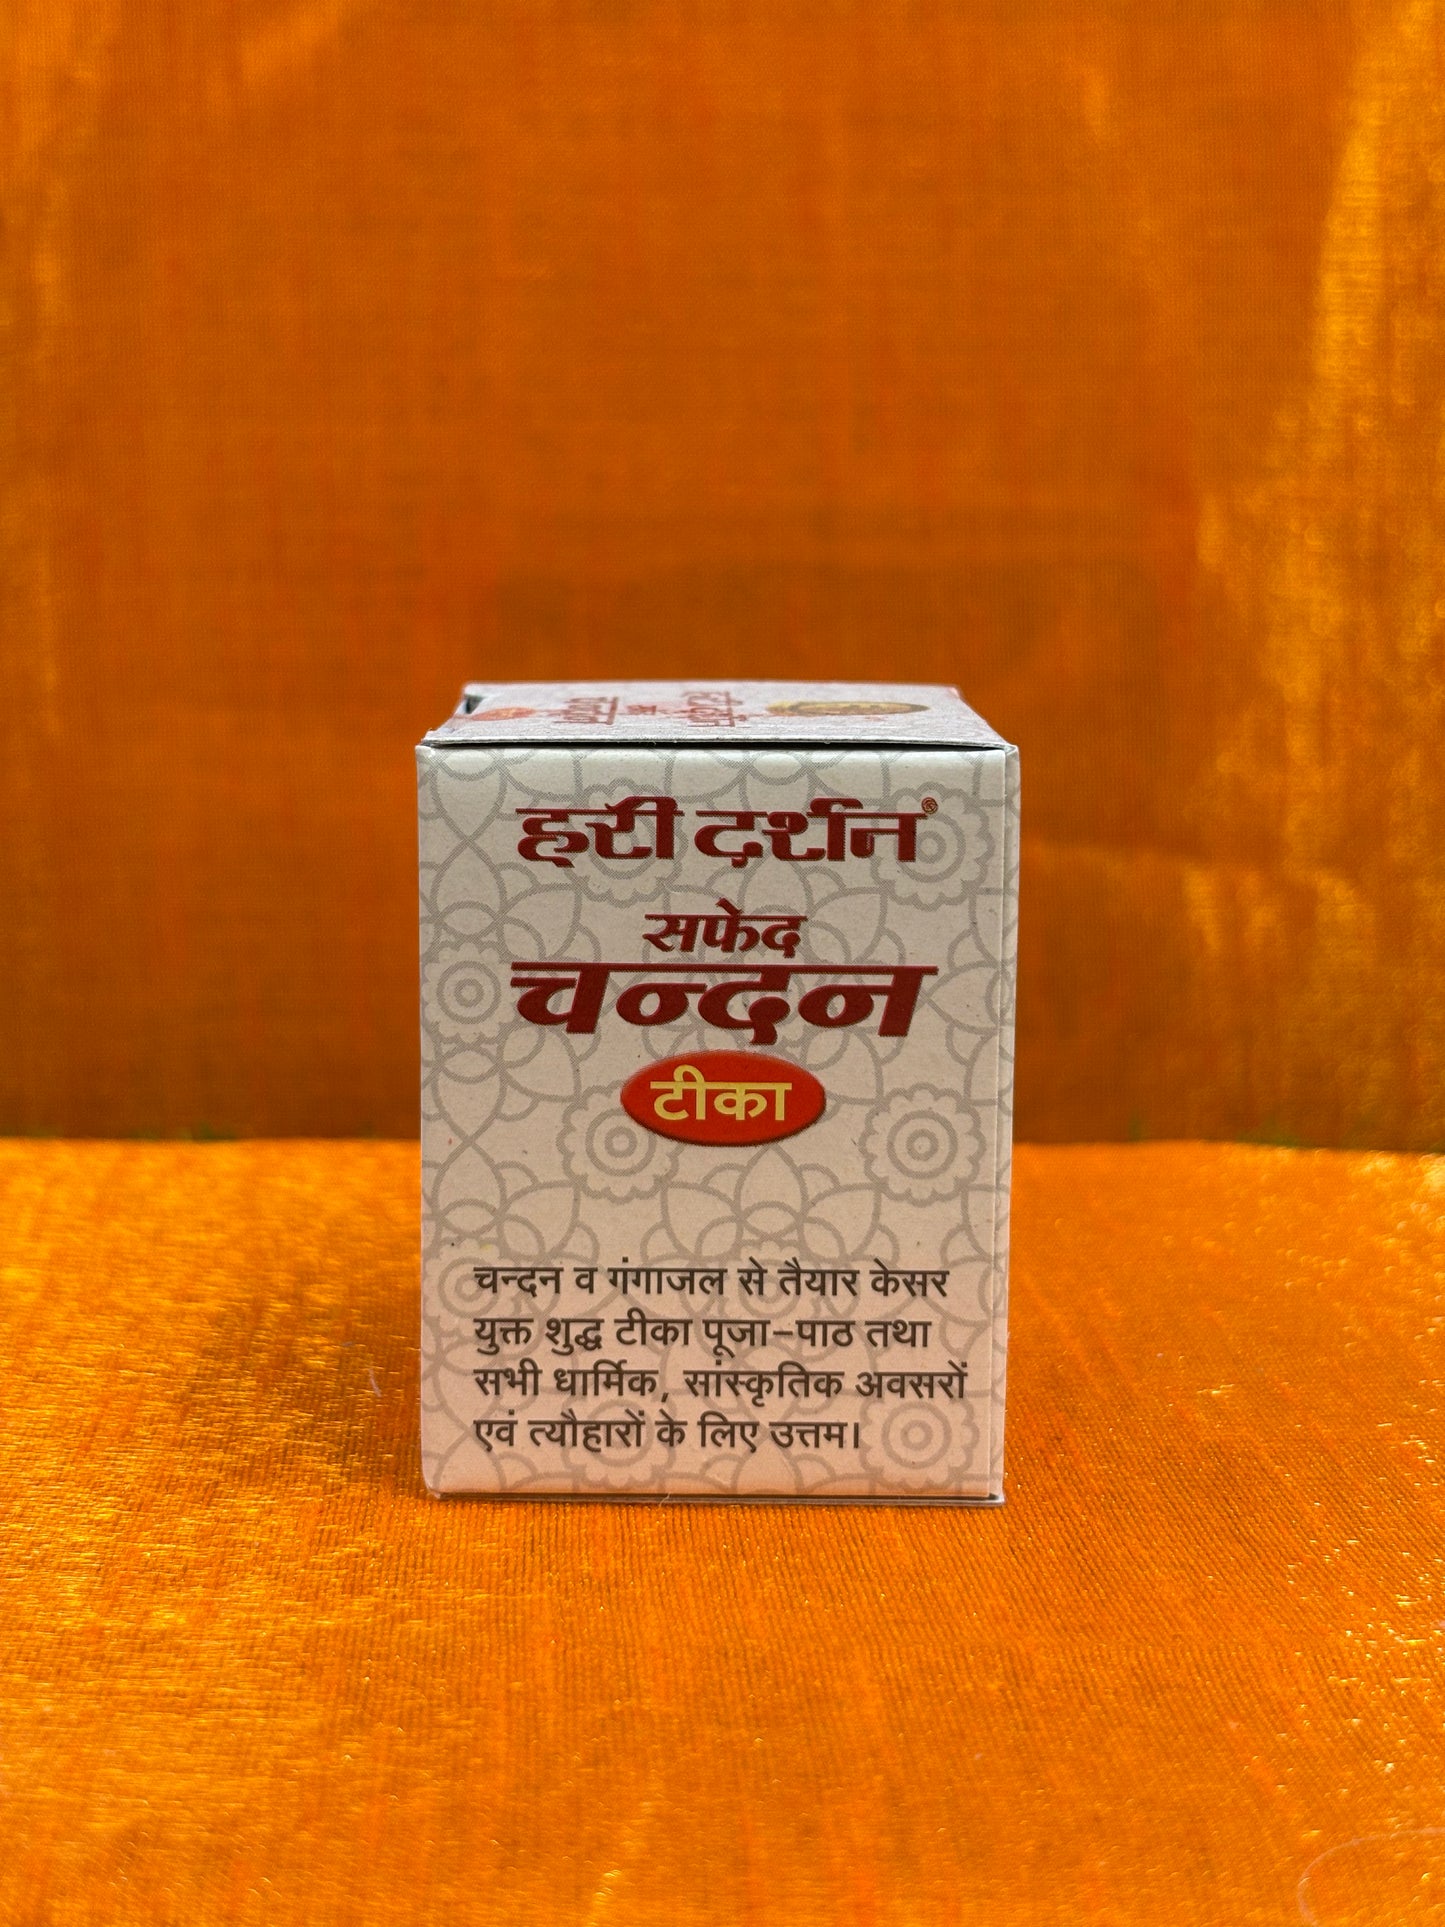 हरी दर्शन
सफेद
चन्दन
टीका
चन्दन व गंगाजल से तैयार केसर
युक्त शुद्ध टीका पूजा-पाठ तथा
सभी धार्मिक, सांस्कृतिक अवसरों
एवं त्यौहारों के लिए उत्तम।